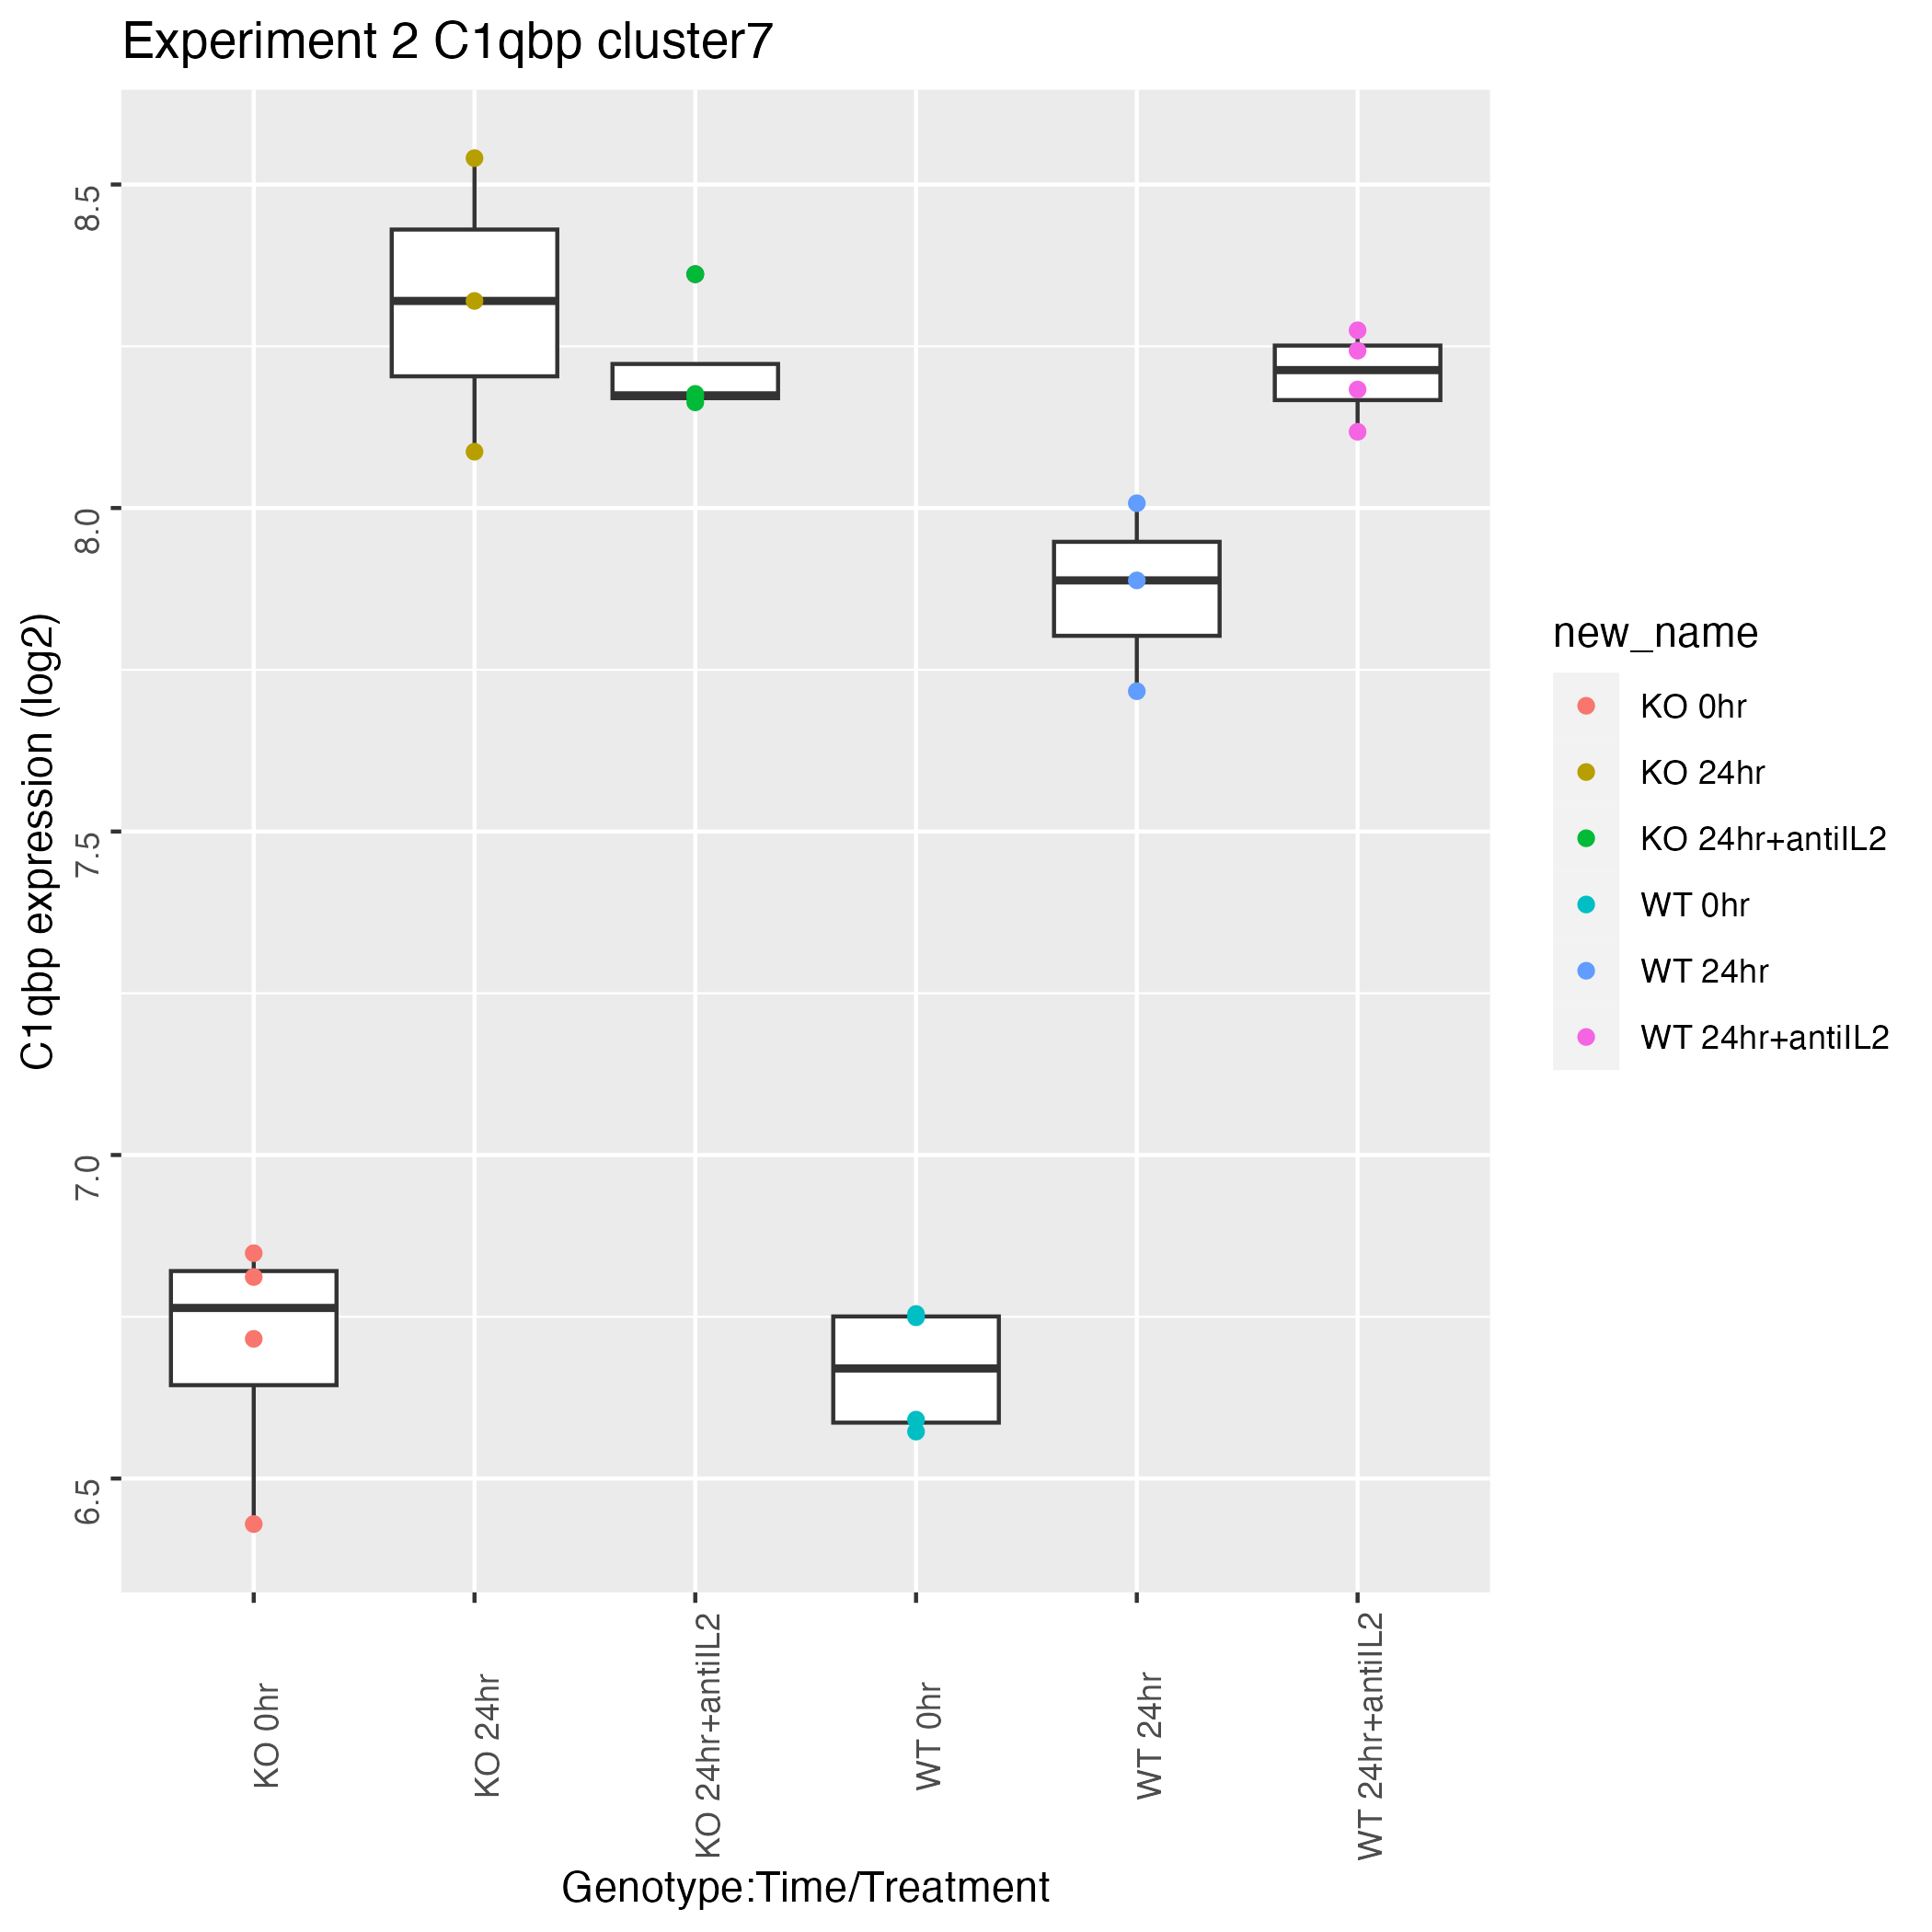 Experiment 2 C1qbp cluster7
C1qbp expression (log2)
8.5
8.0
7.5
7.0
6.5
KO 0hr
KO 24hr
KO 24hr+antiIL2
WT 0hr
WT 24hr
WT 24hr+antiIL2
Genotype:Time/Treatment
new_name
KO 0hr
KO 24hr
KO 24hr+antiIL2
WT 0hr
WT 24hr
WT 24hr+antiIL2